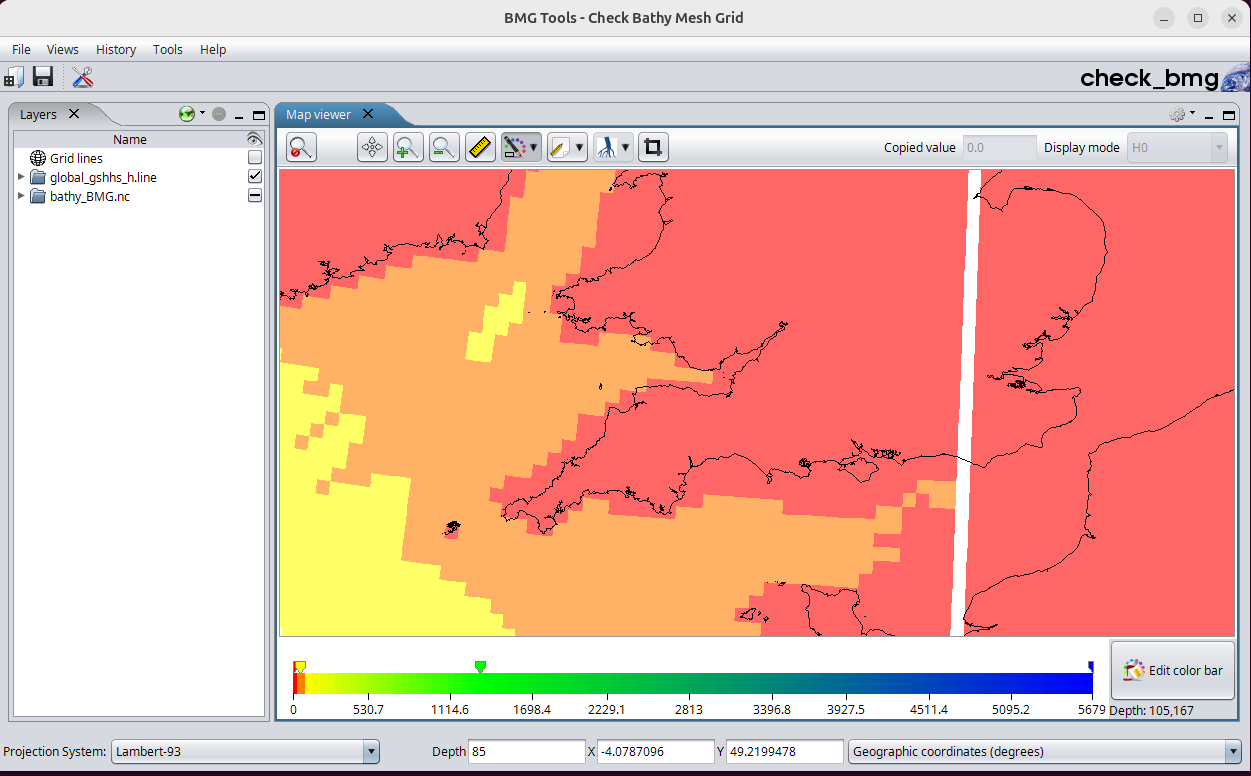 BMG Tools - Check Bathy Mesh Grid
File Views History Tools Help
check_bmg
Layers
Map viewer
Name
Grid lines
global_gshhs_h.line
bathy_BMG.nc
Copied value 0.0 Display mode H0
Edit color bar
0 530.7 1114.6 1698.4 2229.1 2813 3396.8 3927.5 4511.4 5095.2 5679
Depth: 105,167
Projection System: Lambert-93 Depth 85 X -4.0787096 Y 49.2199478 Geographic coordinates (degrees)